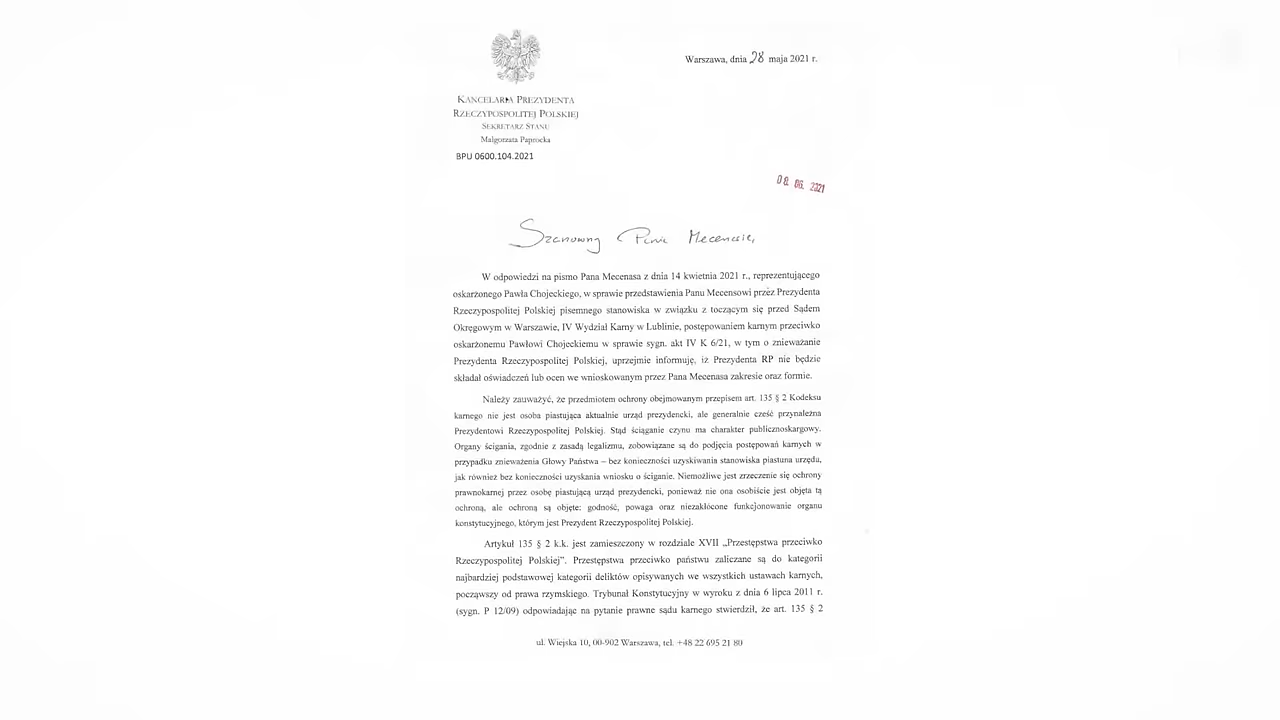 Warszawa, dnia 28 maja 2021 r.
KANCELARIA PREZYDENTA
RZECZYPOSPOLITEJ POLSKIEJ
SEKRETARZ STANU
Małgorzata Paprocka
BPU 0600.104.2021
08. 06. 2021
Szanowny Panie Mecenasie,
W odpowiedzi na pismo Pana Mecenasa z dnia 14 kwietnia 2021 r., reprezentującego
oskarżonego Pawła Chojeckiego, w sprawie przedstawienia Panu Mecensowi przez Prezydenta
Rzeczypospolitej Polskiej pisemnego stanowiska w związku z toczącym się przed Sądem
Okręgowym w Warszawie, IV Wydział Karny w Lublinie, postępowaniem karnym przeciwko
oskarżonemu Pawłowi Chojeckiemu w sprawie sygn. akt IV K 6/21, w tym o znieważanie
Prezydenta Rzeczypospolitej Polskiej, uprzejmie informuję, iż Prezydenta RP nie będzie
składał oświadczeń lub ocen we wnioskowanym przez Pana Mecenasa zakresie oraz formie.
Należy zauważyć, że przedmiotem ochrony obejmowanym przepisem art. 135 § 2 Kodeksu
karnego nie jest osoba piastująca aktualnie urząd prezydencki, ale generalnie cześć przynależna
Prezydentowi Rzeczypospolitej Polskiej. Stąd ściąganie czynu ma charakter publicznoskargowy.
Organy ścigania, zgodnie z zasadą legalizmu, zobowiązane są do podjęcia postępowań karnych w
przypadku znieważenia Głowy Państwa – bez konieczności uzyskiwania stanowiska piastuna urzędu,
jak również bez konieczności uzyskania wniosku o ściganie. Niemożliwe jest zrzeczenie się ochrony
prawnokarnej przez osobę piastującą urząd prezydencki, ponieważ nie ona osobiście jest objęta tą
ochroną, ale ochroną są objęte: godność, powaga oraz niezakłócone funkcjonowanie organu
konstytucyjnego, którym jest Prezydent Rzeczypospolitej Polskiej.
Artykuł 135 § 2 k.k. jest zamieszczony w rozdziale XVII „Przestępstwa przeciwko
Rzeczypospolitej Polskiej”. Przestępstwa przeciwko państwu zaliczane są do kategorii
najbardziej podstawowej kategorii deliktów opisywanych we wszystkich ustawach karnych,
począwszy od prawa rzymskiego. Trybunał Konstytucyjny w wyroku z dnia 6 lipca 2011 r.
(sygn. P 12/09) odpowiadając na pytanie prawne sądu karnego stwierdził, że art. 135 § 2
ul. Wiejska 10, 00-902 Warszawa, tel. +48 22 695 21 80